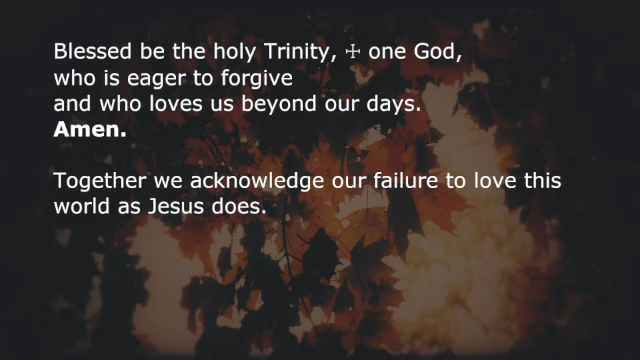 Blessed be the holy Trinity, ☩ one God,
who is eager to forgive
and who loves us beyond our days.
Amen.
Together we acknowledge our failure to love this
world as Jesus does.